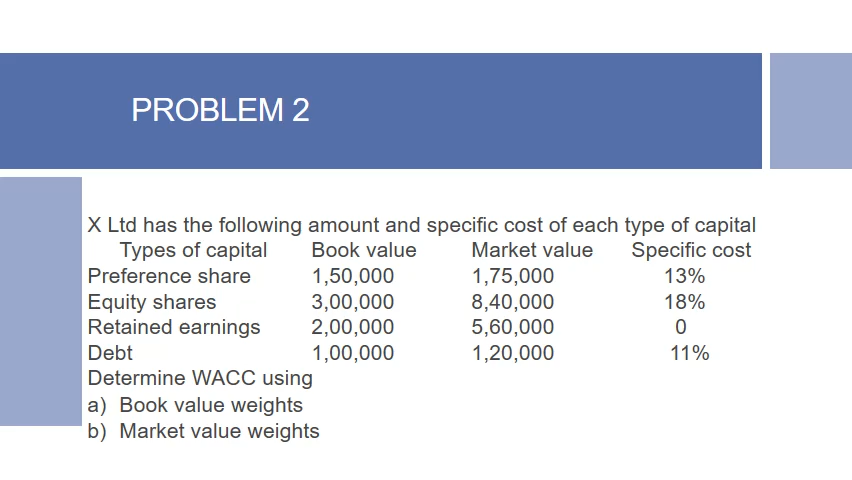 PROBLEM 2
X Ltd has the following amount and specific cost of each type of capital
Types of capital Book value Market value Specific cost
Preference share 1,50,000 1,75,000 13%
Equity shares 3,00,000 8,40,000 18%
Retained earnings 2,00,000 5,60,000 0
Debt 1,00,000 1,20,000 11%
Determine WACC using
a) Book value weights
b) Market value weights